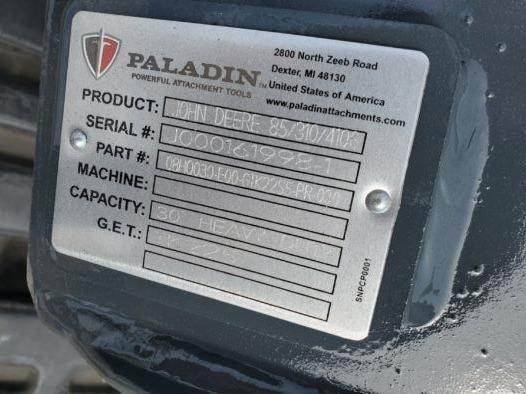 PALADIN™
POWERFUL ATTACHMENT TOOLS
2800 North Zeeb Road
Dexter, MI 48130
United States of America
www.paladinattachments.com
PRODUCT: JOHN DEERE 85/310/410
SERIAL #: J000161998-1
PART #:
MACHINE:
CAPACITY: 30" HEAVY DUTY
G.E.T.:
SNPCP0001